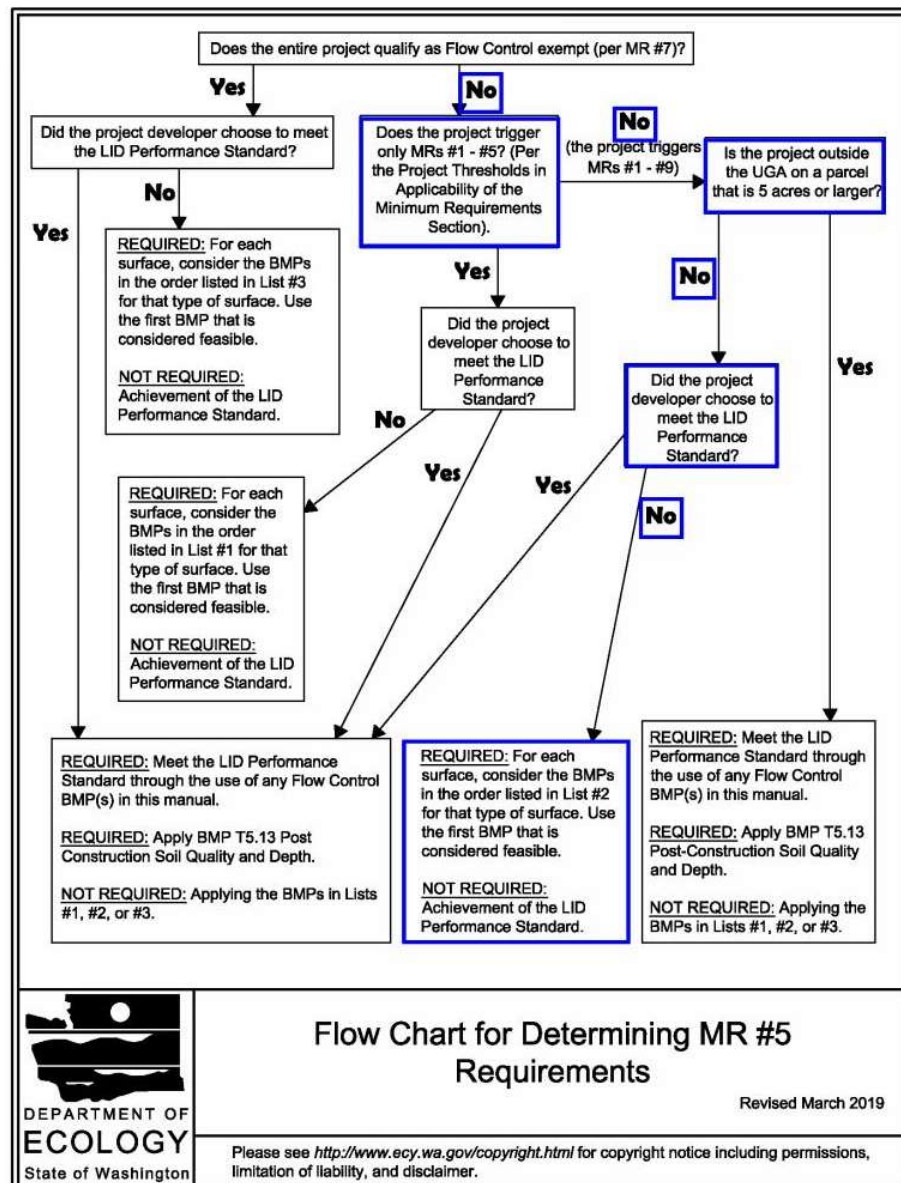 Does the entire project qualify as Flow Control exempt (per MR #7)?
Yes
No
Did the project developer choose to meet
the LID Performance Standard?
Does the project trigger
only MRs #1 - #5? (Per
the Project Thresholds in
Applicability of the
Minimum Requirements
Section).
No
(the project triggers
MRs #1 - #9)
Is the project outside
the UGA on a parcel
that is 5 acres or larger?
No
Yes
REQUIRED: For each
surface, consider the BMPs
in the order listed in List #3
for that type of surface. Use
the first BMP that is
considered feasible.
NOT REQUIRED:
Achievement of the LID
Performance Standard.
Yes
Did the project
developer choose to
meet the LID
Performance
Standard?
No
Yes
Did the project
developer choose to
meet the LID
Performance
Standard?
No
Yes
Yes
No
REQUIRED: For each
surface, consider the
BMPs in the order
listed in List #1 for that
type of surface. Use
the first BMP that is
considered feasible.
NOT REQUIRED:
Achievement of the LID
Performance Standard.
REQUIRED: Meet the LID Performance
Standard through the use of any Flow Control
BMP(s) in this manual.
REQUIRED: Apply BMP T5.13 Post
Construction Soil Quality and Depth.
NOT REQUIRED: Applying the BMPs in Lists
#1, #2, or #3.
REQUIRED: For each
surface, consider the BMPs
in the order listed in List #2
for that type of surface. Use
the first BMP that is
considered feasible.
NOT REQUIRED:
Achievement of the LID
Performance Standard.
REQUIRED: Meet the LID
Performance Standard through
the use of any Flow Control
BMP(s) in this manual.
REQUIRED: Apply BMP T5.13
Post-Construction Soil Quality
and Depth.
NOT REQUIRED: Applying the
BMPs in Lists #1, #2, or #3.
DEPARTMENT OF
ECOLOGY
State of Washington
Flow Chart for Determining MR #5
Requirements
Revised March 2019
Please see http://www.ecy.wa.gov/copyright.html for copyright notice including permissions,
limitation of liability, and disclaimer.